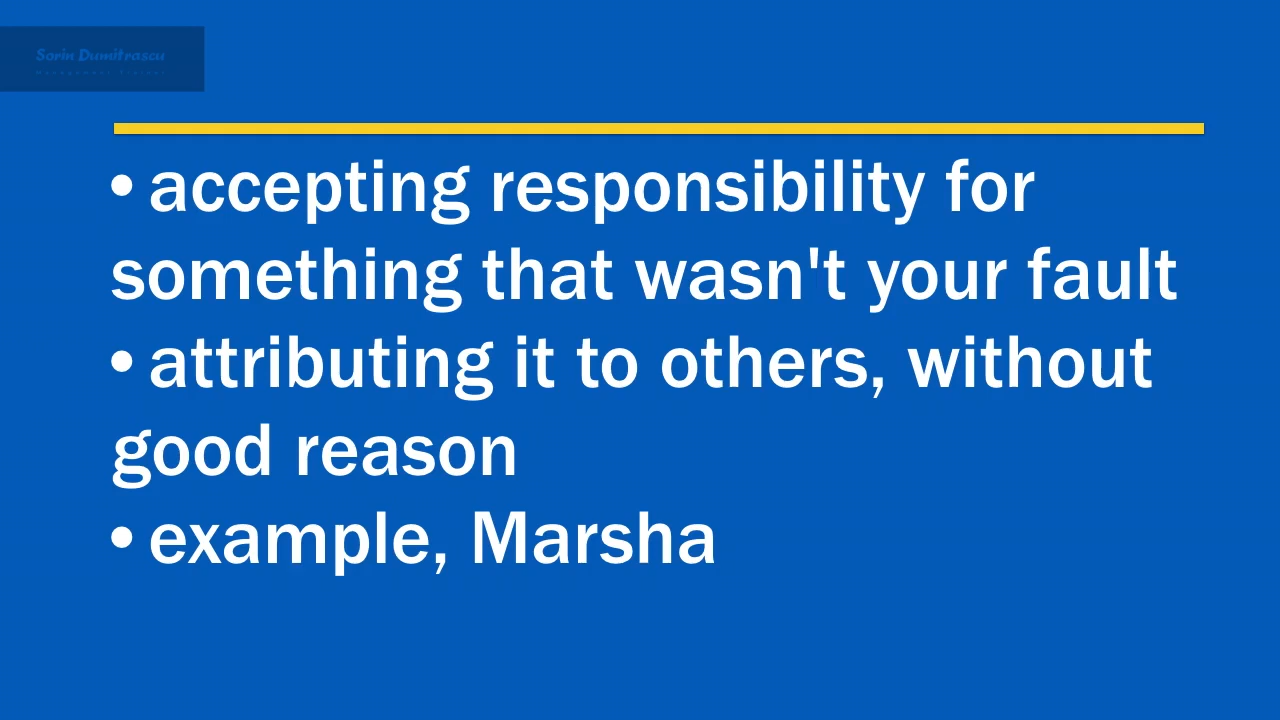 Sorin Dumitrascu
• accepting responsibility for
something that wasn't your fault
• attributing it to others, without
good reason
• example, Marsha